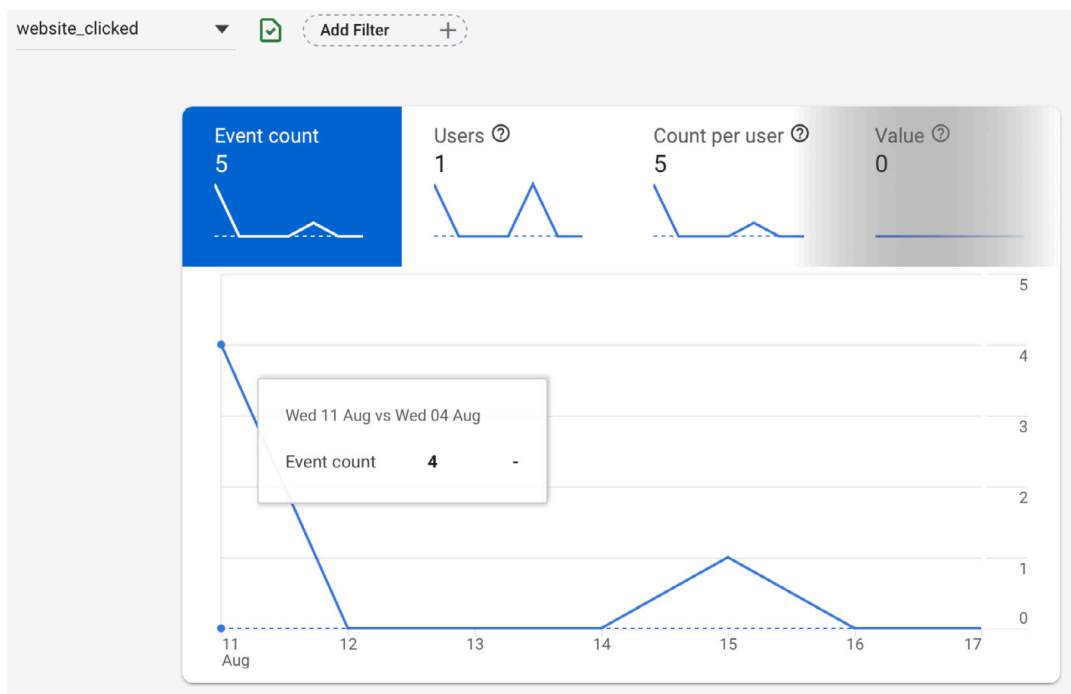 website_clicked
Add Filter
Event count
5
Users
1
Count per user
5
Value
0
5
4
3
2
1
0
Wed 11 Aug vs Wed 04 Aug
Event count 4 -
11 12 13 14 15 16 17
Aug